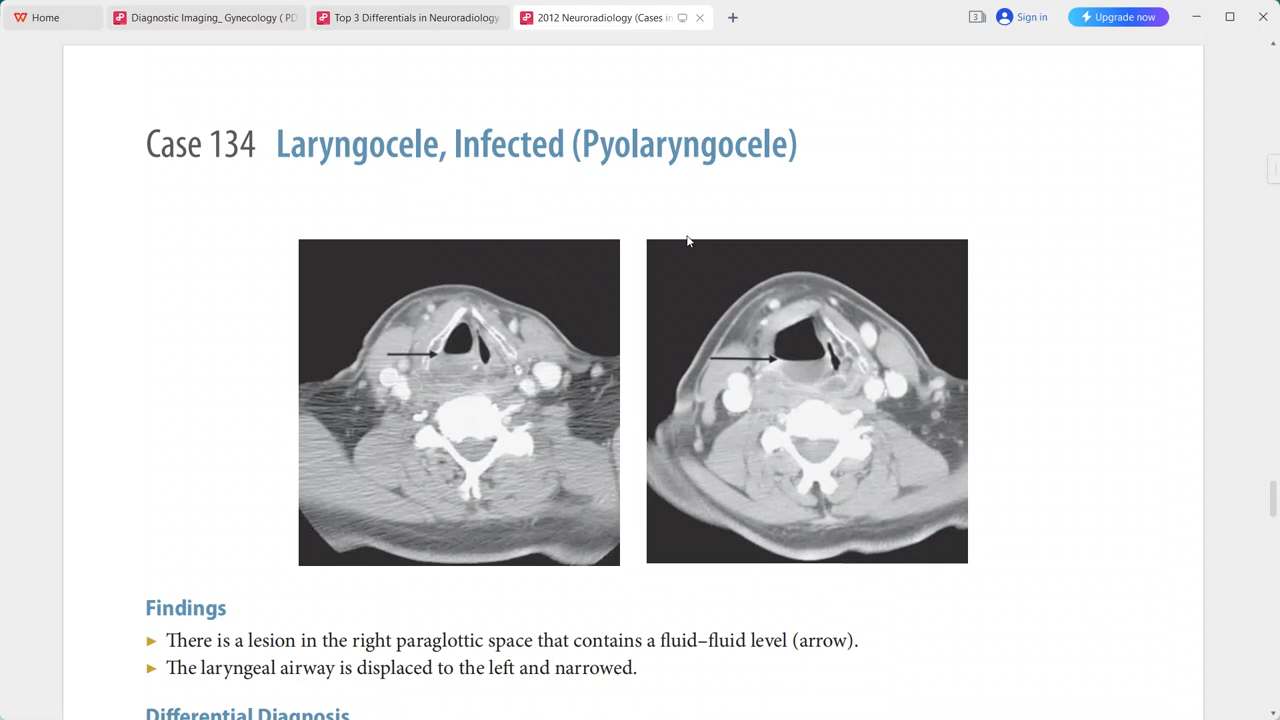 Home
Diagnostic Imaging_ Gynecology ( PD
Top 3 Differentials in Neuroradiology
2012 Neuroradiology (Cases in
3
Sign in
Upgrade now
Case 134 Laryngocele, Infected (Pyolaryngocele)
Findings
► There is a lesion in the right paraglottic space that contains a fluid–fluid level (arrow).
► The laryngeal airway is displaced to the left and narrowed.
Differential Diagnosis